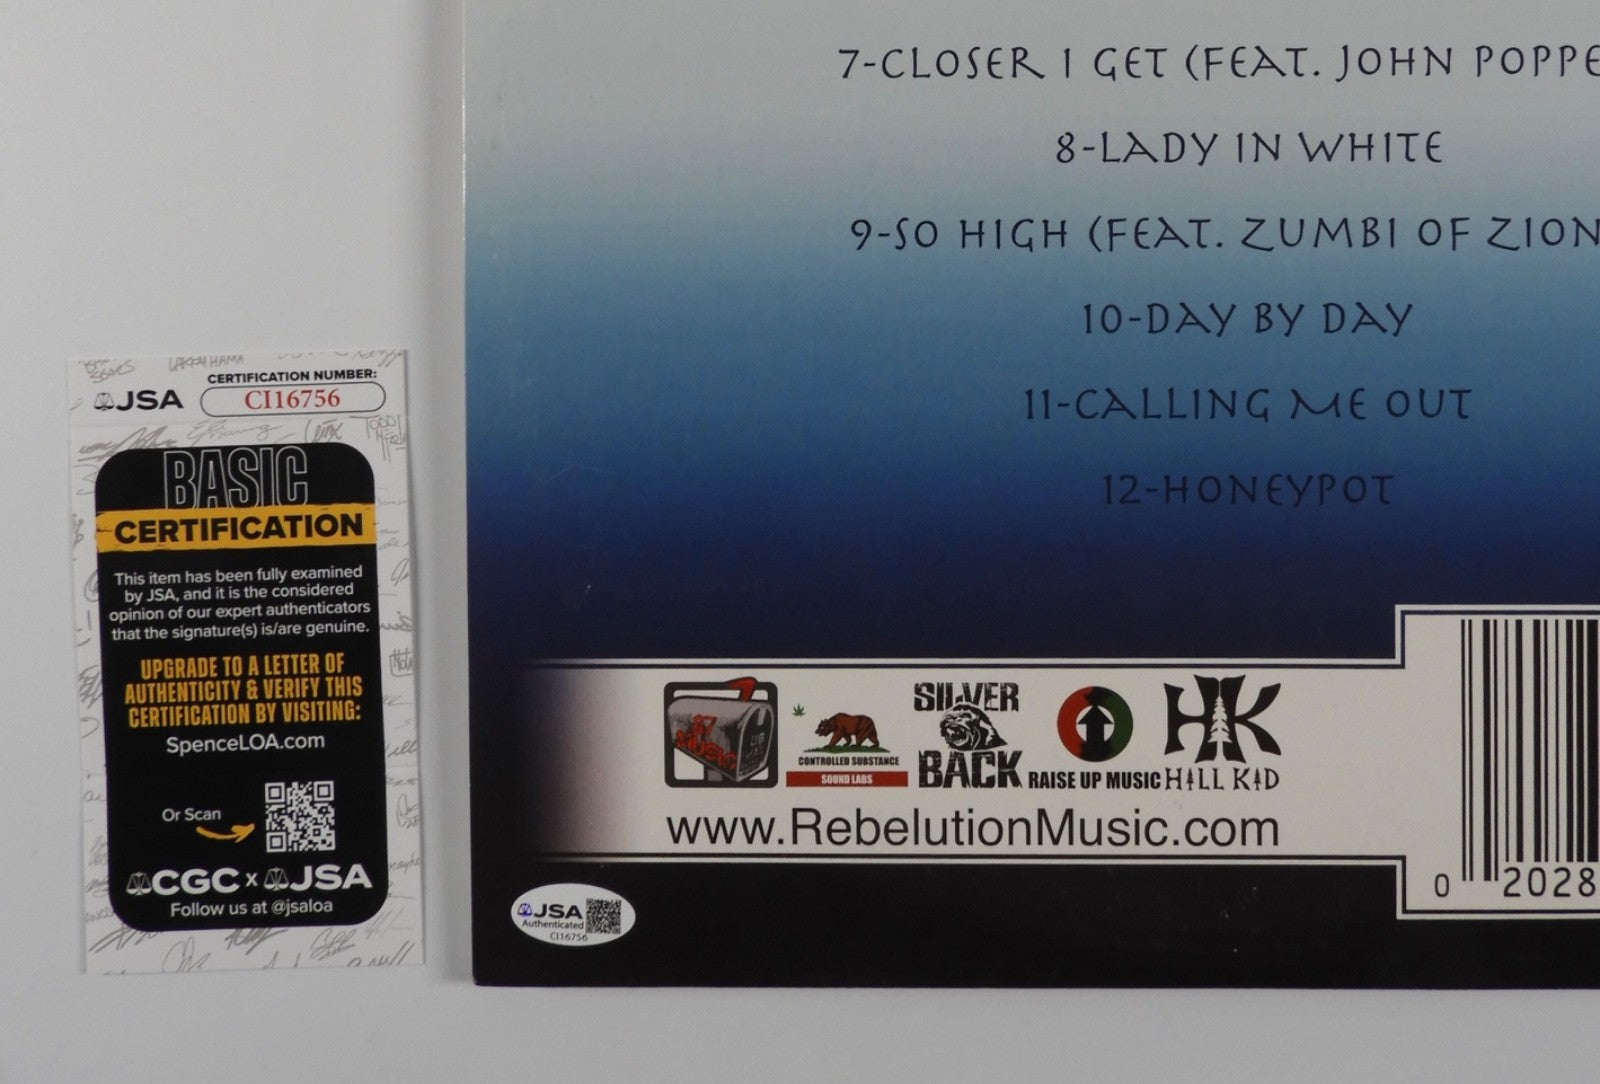 7-CLOSER I GET (FEAT. JOHN POPPE
8-LADY IN WHITE
9-SO HIGH (FEAT. ZUMBI OF ZION
10-DAY BY DAY
11-CALLING ME OUT
12-HONEYPOT
JSA
CERTIFICATION NUMBER:
CI16756
BASIC
CERTIFICATION
This item has been fully examined
by JSA, and it is the considered
opinion of our expert authenticators
that the signature(s) is/are genuine.
UPGRADE TO A LETTER OF
AUTHENTICITY & VERIFY THIS
CERTIFICATION BY VISITING:
SpenceLOA.com
Or Scan
CGC x JSA
Follow us at @jsaloa
87
MUSIC
CONTROLLED SUBSTANCE
SOUND LABS
SILVER
BACK
RAISE UP MUSIC
HK
HILL KID
www.RebelutionMusic.com
0 2028
JSA
Authenticated
CI16756